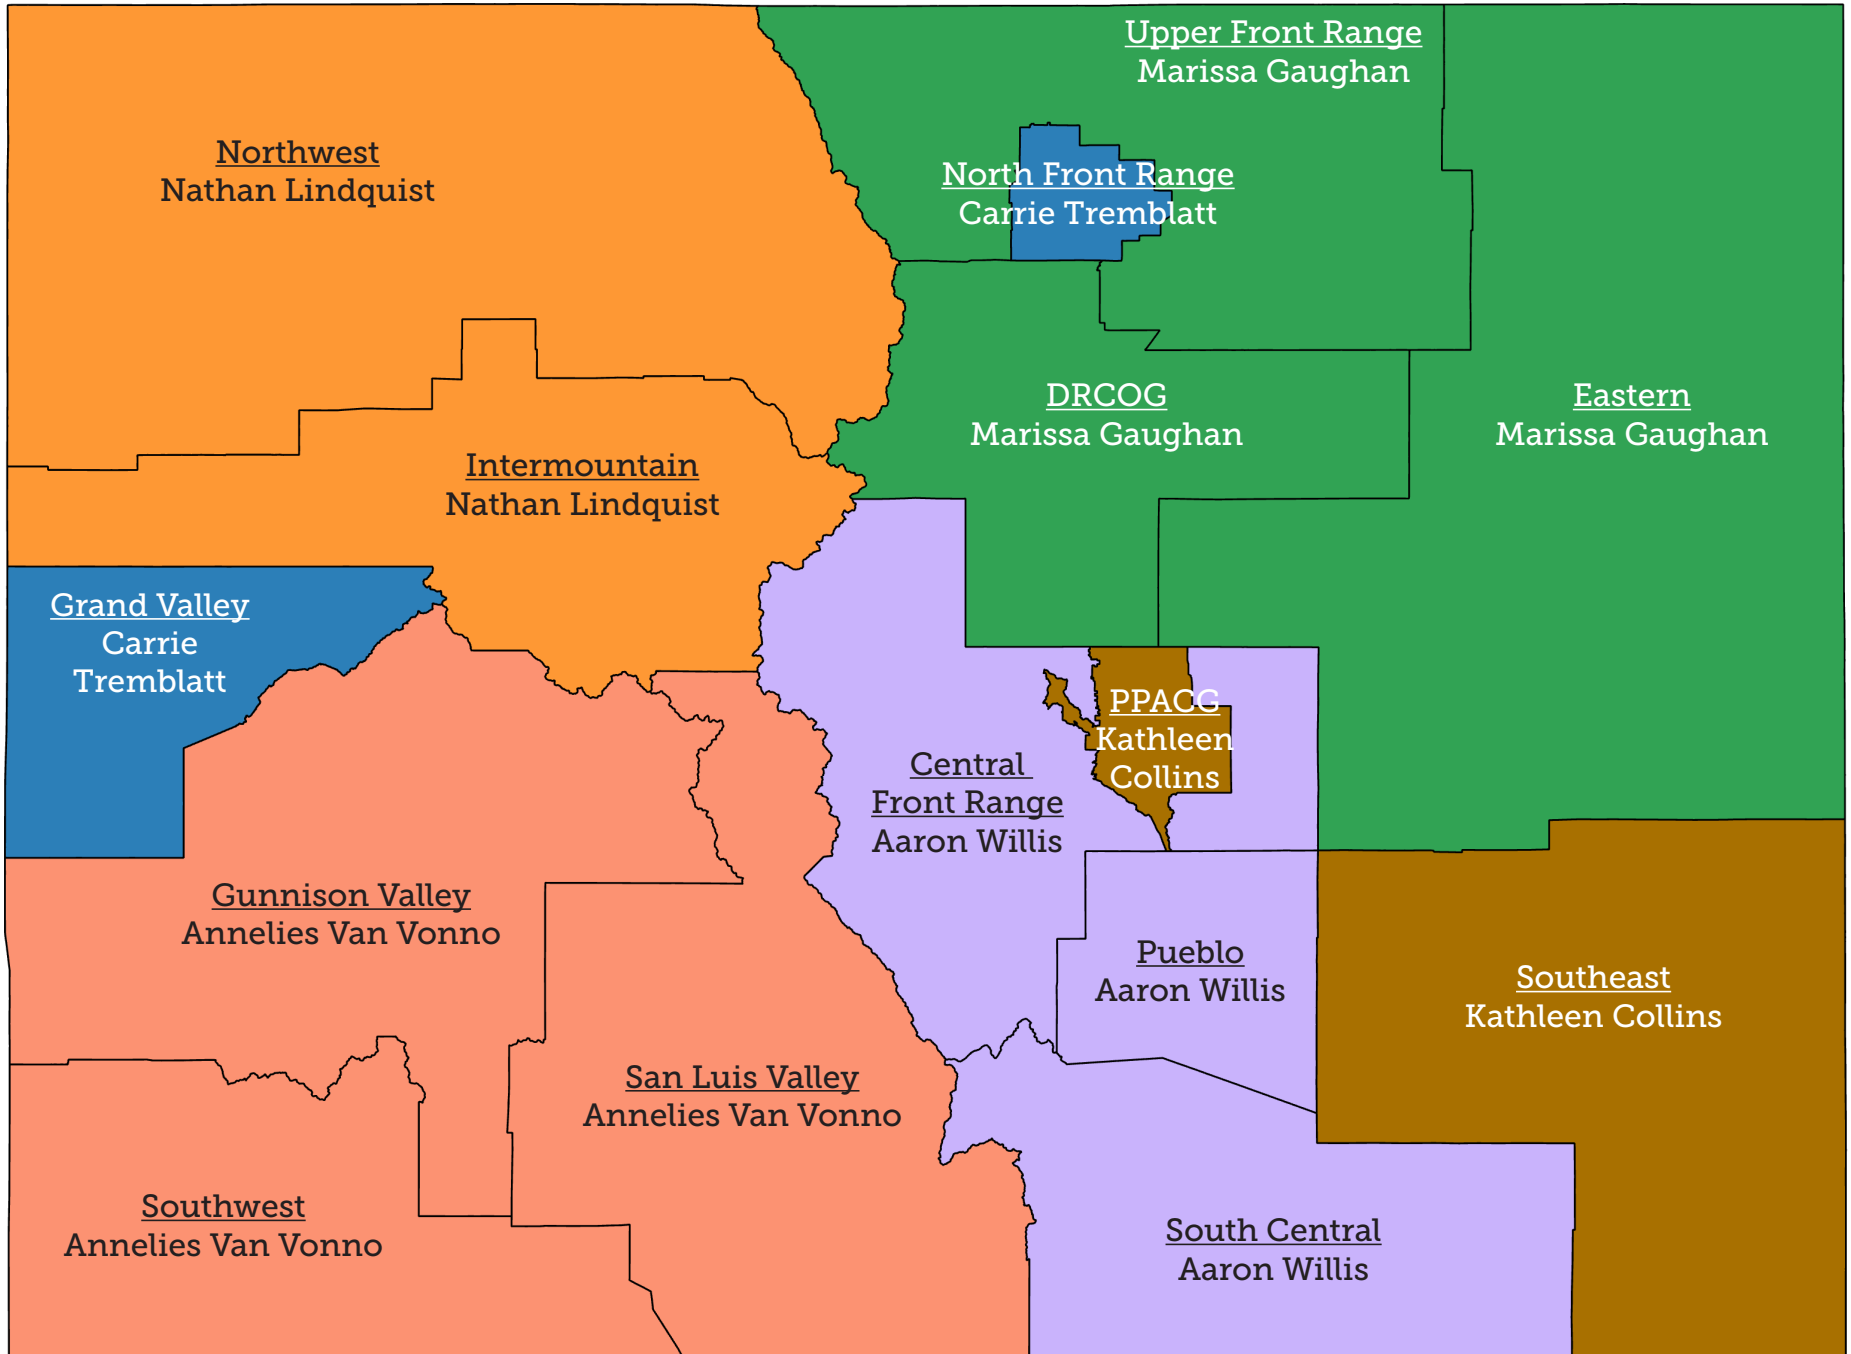 Upper Front Range
Marissa Gaughan
Northwest
Nathan Lindquist
North Front Range
Carrie Tremblatt
DRCOG
Marissa Gaughan
Eastern
Marissa Gaughan
Intermountain
Nathan Lindquist
Grand Valley
Carrie
Tremblatt
PPACG
Kathleen
Collins
Central
Front Range
Aaron Willis
Gunnison Valley
Annelies Van Vonno
Pueblo
Aaron Willis
Southeast
Kathleen Collins
San Luis Valley
Annelies Van Vonno
Southwest
Annelies Van Vonno
South Central
Aaron Willis